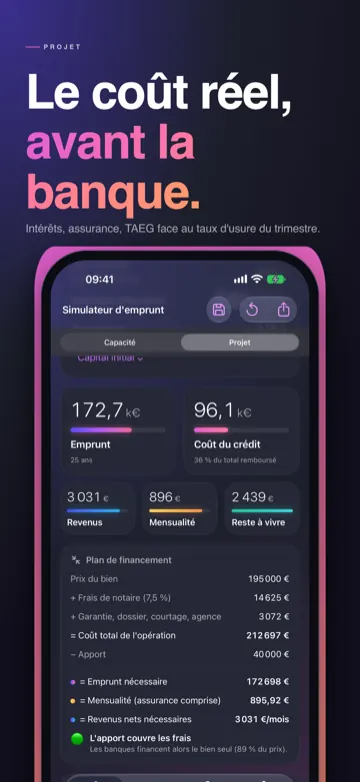 PROJET
Le coût réel,
avant la
banque.
Intérêts, assurance, TAEG face au taux d'usure du trimestre.
09:41
Simulateur d'emprunt
Capacité Projet
Capital initial
172,7 k€ 96,1 k€
Emprunt Coût du crédit
25 ans 36 % du total remboursé
3 031 € 896 € 2 439 €
Revenus Mensualité Reste à vivre
Plan de financement
Prix du bien 195 000 €
+ Frais de notaire (7,5 %) 14 625 €
+ Garantie, dossier, courtage, agence 3 072 €
= Coût total de l'opération 212 697 €
− Apport 40 000 €
= Emprunt nécessaire 172 698 €
= Mensualité (assurance comprise) 895,92 €
= Revenus nets nécessaires 3 031 €/mois
L'apport couvre les frais
Les banques financent alors le bien seul (89 % du prix).